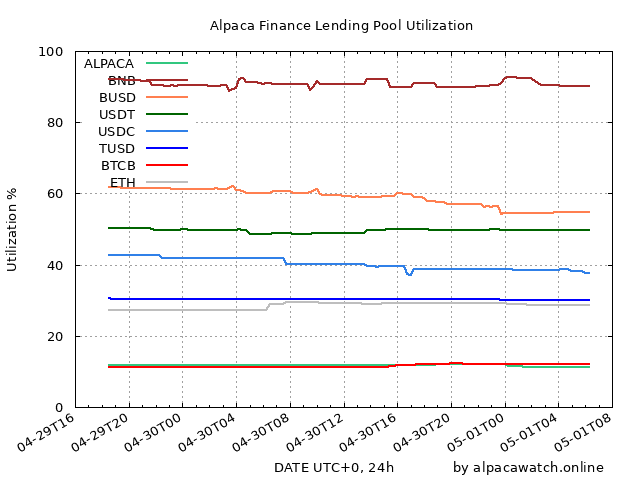 Alpaca Finance Lending Pool Utilization
100
80
60
40
20
0
Utilization %
ALPACA
BNB
BUSD
USDT
USDC
TUSD
BTCB
ETH
04-29T16
04-29T20
04-30T00
04-30T04
04-30T08
04-30T12
04-30T16
04-30T20
05-01T00
05-01T04
05-01T08
DATE UTC+0, 24h
by alpacawatch.online